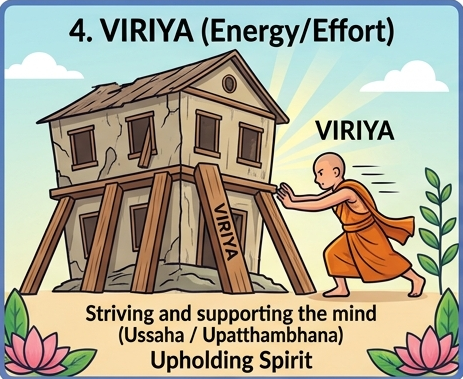 4. VIRIYA (Energy/Effort)
VIRIYA
VIRIYA
Striving and supporting the mind
(Ussaha / Upatthambhana)
Upholding Spirit